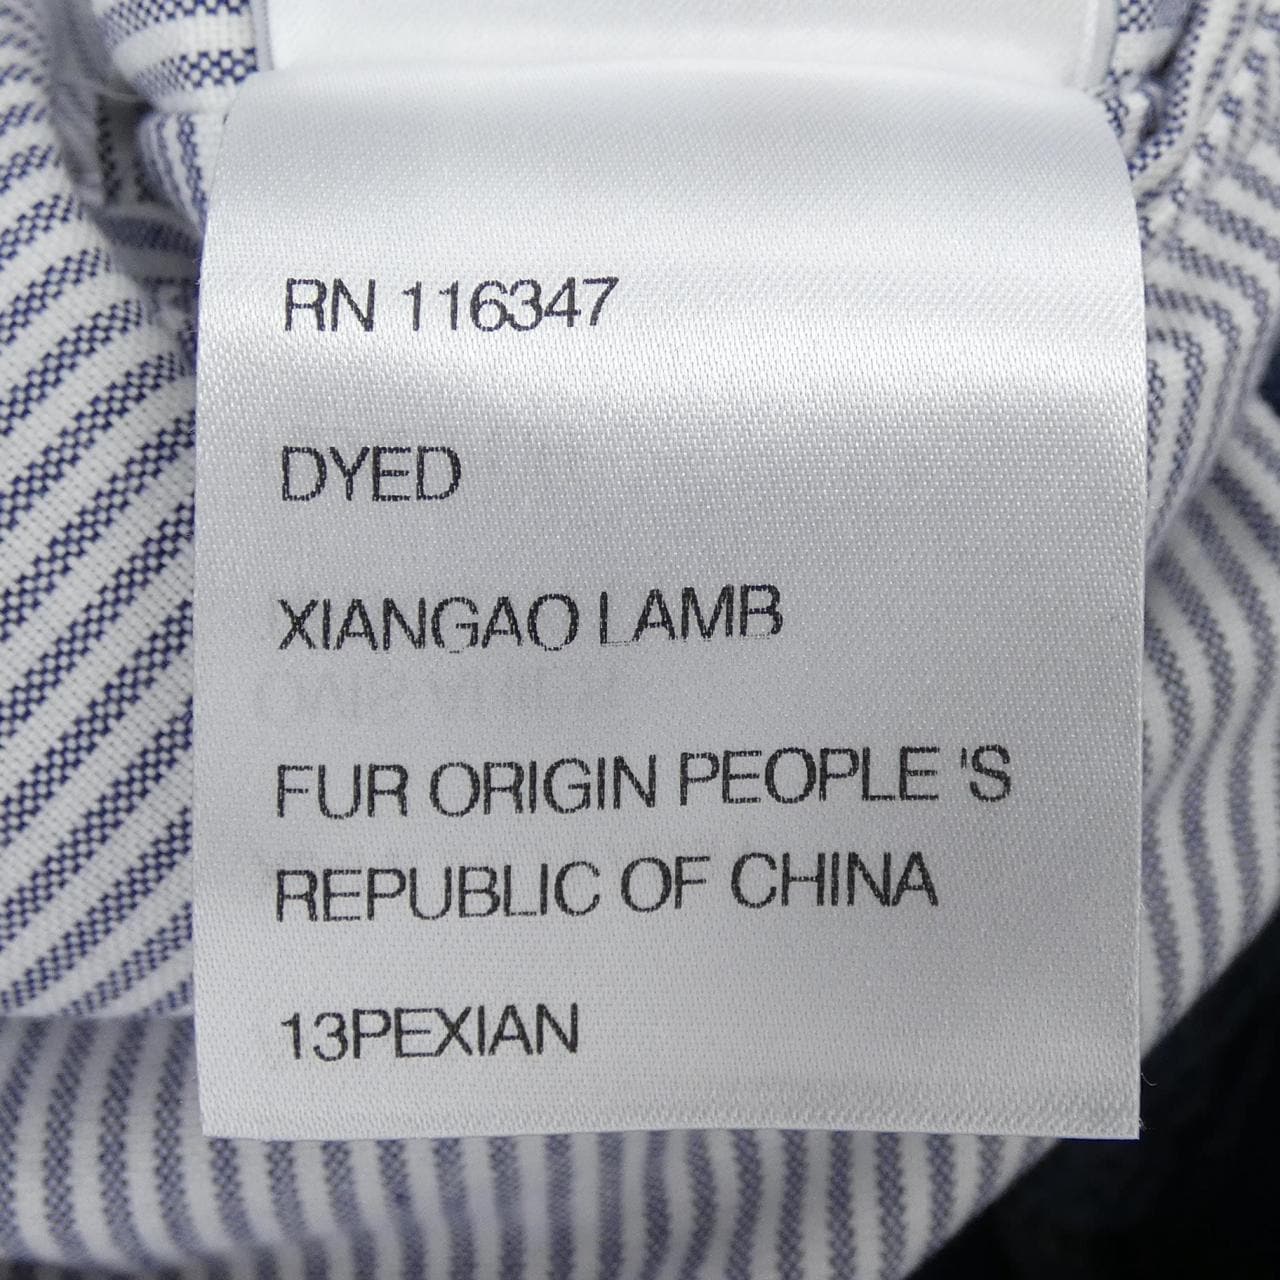 RN 116347
DYED
XIANGAO LAMB
FUR ORIGIN PEOPLE 'S
REPUBLIC OF CHINA
13PEXIAN